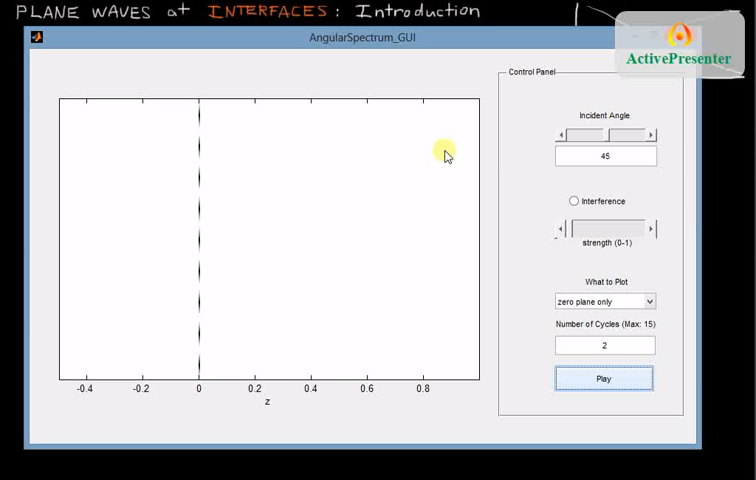 PLANE WAVES at INTERFACES: Introduction
AngularSpectrum_GUI
ActivePresenter
Control Panel
Incident Angle
45
Interference
strength (0-1)
What to Plot
zero plane only
Number of Cycles (Max: 15)
2
Play
-0.4 -0.2 0 0.2 0.4 0.6 0.8
z